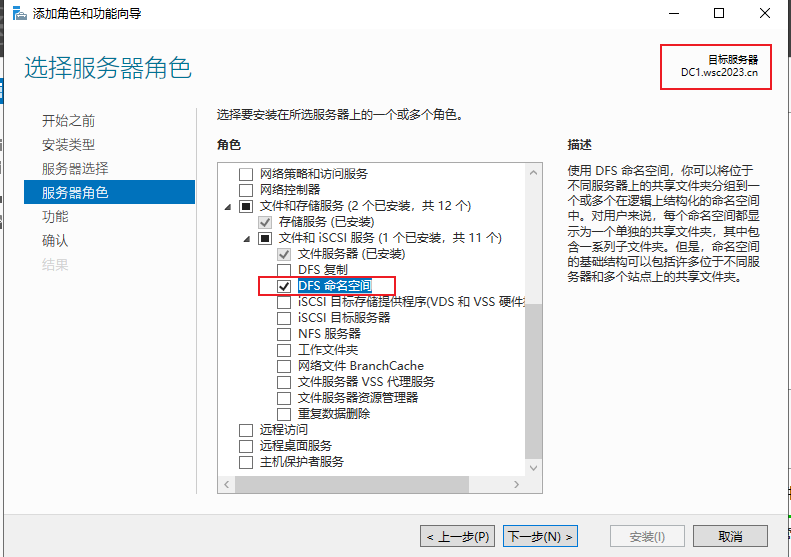 添加角色和功能向导
选择服务器角色
目标服务器
DC1.wsc2023.cn
开始之前
安装类型
服务器选择
服务器角色
功能
确认
结果
选择要安装在所选服务器上的一个或多个角色。
角色
网络策略和访问服务
网络控制器
文件和存储服务 (2 个已安装，共 12 个)
存储服务 (已安装)
文件和 iSCSI 服务 (1 个已安装，共 11 个)
文件服务器 (已安装)
DFS 复制
DFS 命名空间
iSCSI 目标存储提供程序(VDS 和 VSS 硬件
iSCSI 目标服务器
NFS 服务器
工作文件夹
网络文件 BranchCache
文件服务器 VSS 代理服务
文件服务器资源管理器
重复数据删除
远程访问
远程桌面服务
主机保护者服务
描述
使用 DFS 命名空间，你可以将位于
不同服务器上的共享文件夹分组到一
个或多个在逻辑上结构化的命名空间
中。对用户来说，每个命名空间都显
示为一个单独的共享文件夹，其中包
含一系列子文件夹。但是，命名空间
的基础结构可以包括许多位于不同服
务器和多个站点上的共享文件夹。
< 上一步(P)
下一步(N) >
安装(I)
取消